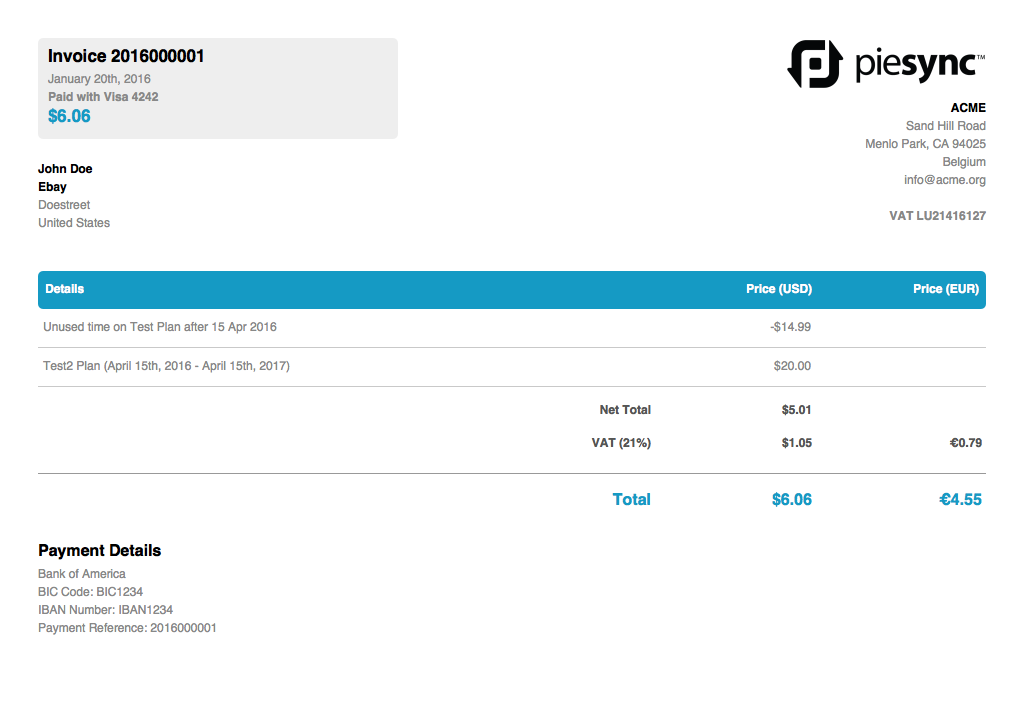 Invoice 2016000001
January 20th, 2016
Paid with Visa 4242
$6.06
piesync™
ACME
Sand Hill Road
Menlo Park, CA 94025
Belgium
info@acme.org
VAT LU21416127
John Doe
Ebay
Doestreet
United States
Details Price (USD) Price (EUR)
Unused time on Test Plan after 15 Apr 2016 -$14.99
Test2 Plan (April 15th, 2016 - April 15th, 2017) $20.00
Net Total $5.01
VAT (21%) $1.05 €0.79
Total $6.06 €4.55
Payment Details
Bank of America
BIC Code: BIC1234
IBAN Number: IBAN1234
Payment Reference: 2016000001